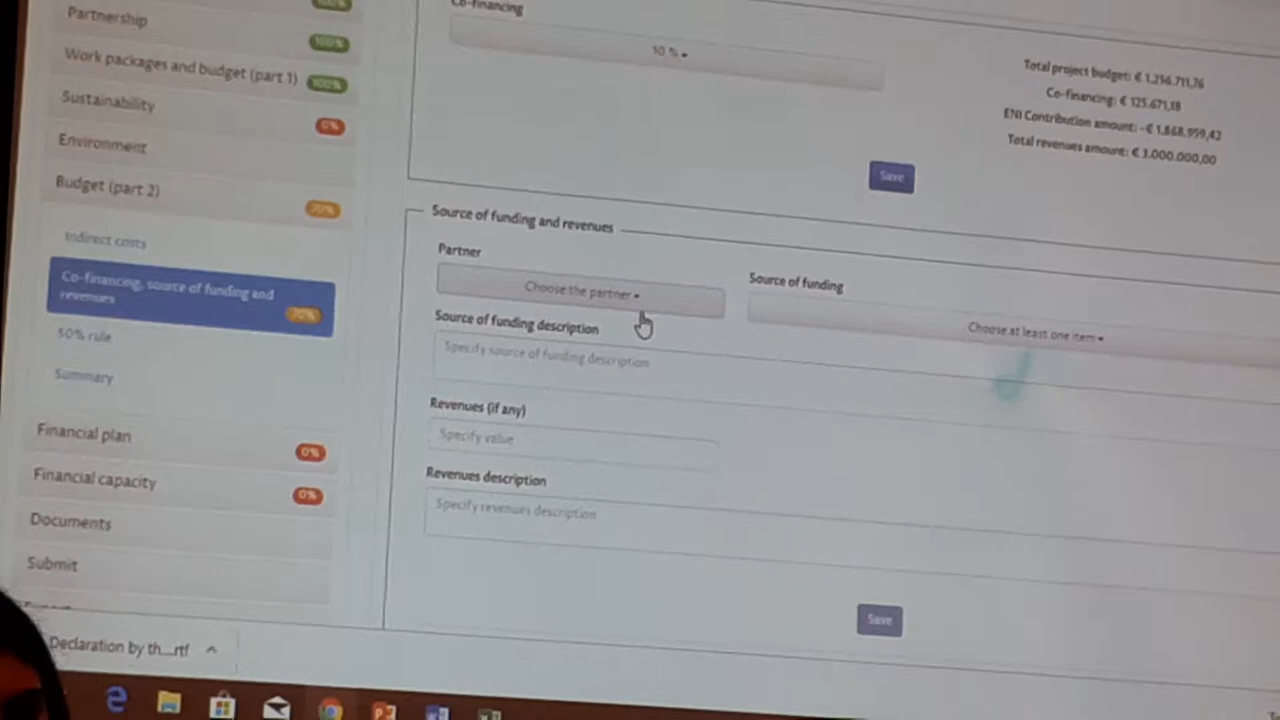 100%
Partnership
100%
Work packages and budget (part 1)
100%
Sustainability
0%
Environment
Budget (part 2)
70%
Indirect costs
Co-financing, source of funding and
revenues
70%
50% rule
Summary
Financial plan
0%
Financial capacity
0%
Documents
Submit
Co-financing
10 %
Total project budget: € 1.256.711,76
Co-financing: € 125.671,18
ENI Contribution amount: -€ 1.868.959,42
Total revenues amount: € 3.000.000,00
Save
Source of funding and revenues
Partner
Choose the partner
Source of funding
Choose at least one item
Source of funding description
Specify source of funding description
Revenues (if any)
Specify value
Revenues description
Specify revenues description
Save
Declaration by th....rtf